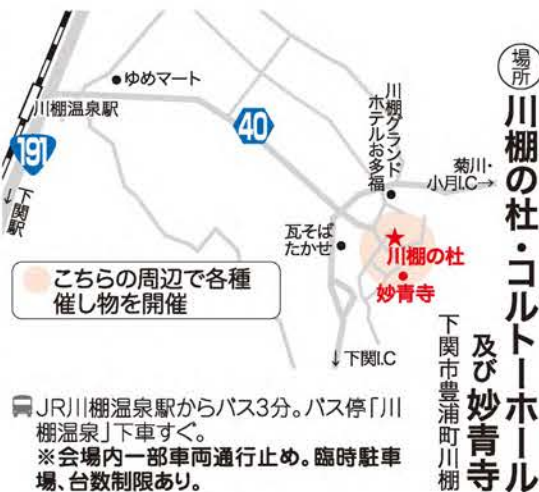 場所
川棚の杜・コルトーホール
及び妙青寺
下関市豊浦町川棚
ゆめマート
川棚温泉駅
191
↓下関駅
40
川棚グランド
ホテルお多福
菊川・
小月I.C→
瓦そば
たかせ
★
川棚の杜
妙青寺
↓下関I.C
こちらの周辺で各種
催し物を開催
JR川棚温泉駅からバス3分。バス停「川
棚温泉」下車すぐ。
※会場内一部車両通行止め。臨時駐車
場、台数制限あり。